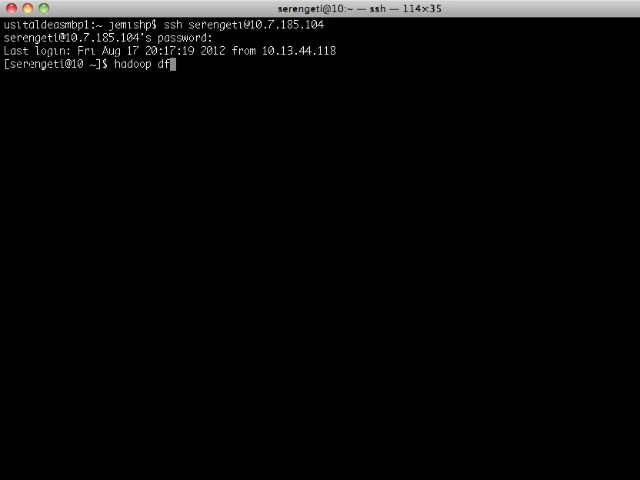 serengeti@10:~ — ssh — 114×35
usitaldeasmbp1:~ jemishp$ ssh serengeti@10.7.185.104
serengeti@10.7.185.104's password:
Last login: Fri Aug 17 20:17:19 2012 from 10.13.44.118
[serengeti@10 ~]$ hadoop df